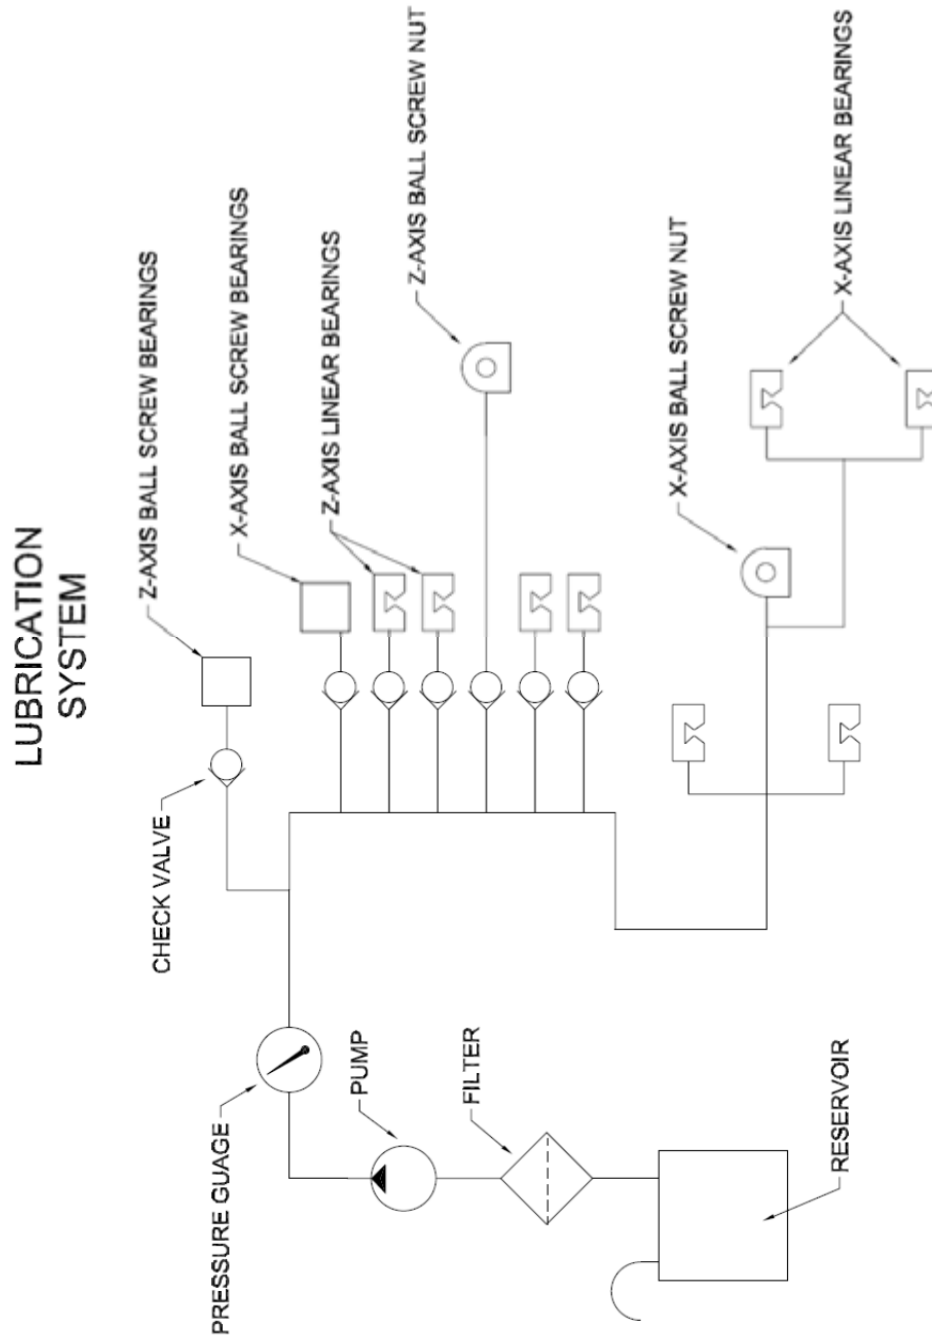 LUBRICATION
SYSTEM
Z-AXIS BALL SCREW BEARINGS
X-AXIS BALL SCREW BEARINGS
Z-AXIS LINEAR BEARINGS
Z-AXIS BALL SCREW NUT
X-AXIS BALL SCREW NUT
X-AXIS LINEAR BEARINGS
CHECK VALVE
PRESSURE GUAGE
PUMP
FILTER
RESERVOIR